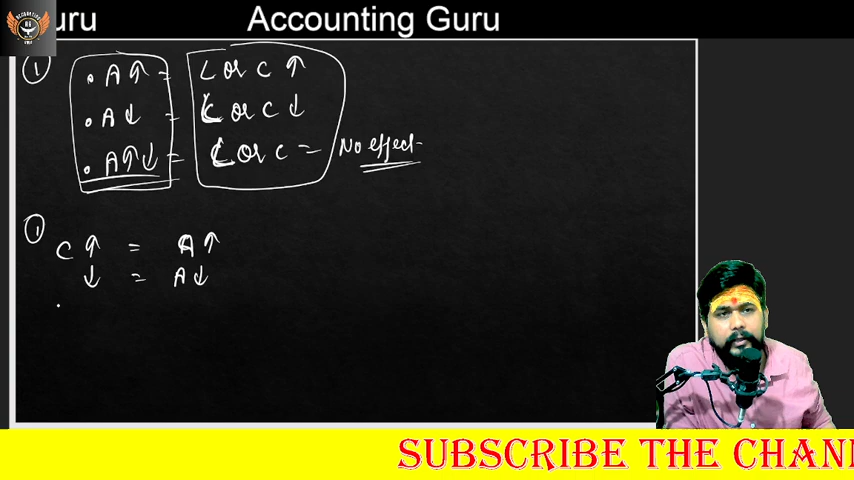 uru Accounting Guru
① • A↑ = L or C ↑
• A↓ = L or C ↓
• A↑↓ = L or C = No effect
① C ↑ = A↑
↓ = A↓
SUBSCRIBE THE CHAN